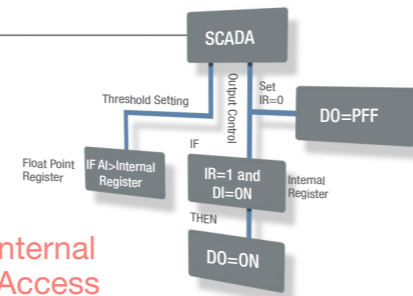 SCADA
Threshold Setting
Output Control
Set
IR=0
DO=PFF
Float Point
Register
IF AI>Internal
Register
IF
IR=1 and
DI=ON
Internal
Register
THEN
DO=ON
nternal
Access